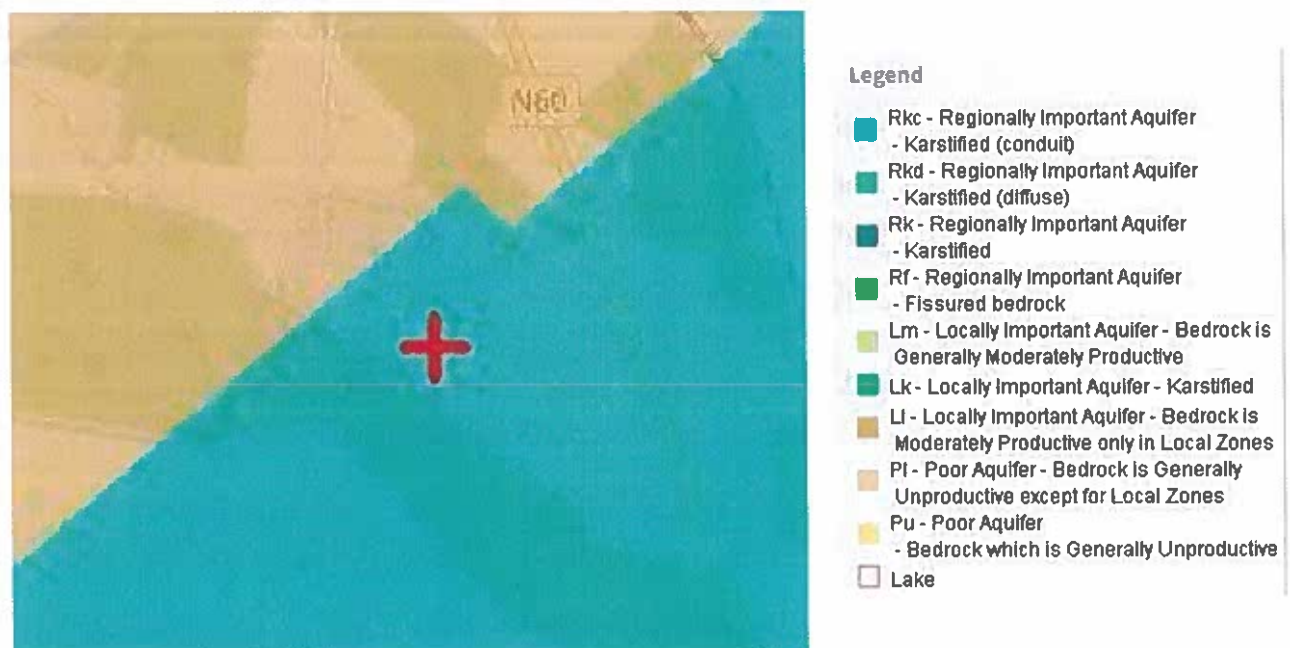 N60
Legend
Rkc - Regionally Important Aquifer
- Karstified (conduit)
Rkd - Regionally Important Aquifer
- Karstified (diffuse)
Rk - Regionally Important Aquifer
- Karstified
Rf - Regionally Important Aquifer
- Fissured bedrock
Lm - Locally Important Aquifer - Bedrock is
Generally Moderately Productive
Lk - Locally Important Aquifer - Karstified
Ll - Locally Important Aquifer - Bedrock is
Moderately Productive only in Local Zones
Pl - Poor Aquifer - Bedrock is Generally
Unproductive except for Local Zones
Pu - Poor Aquifer
- Bedrock which is Generally Unproductive
Lake